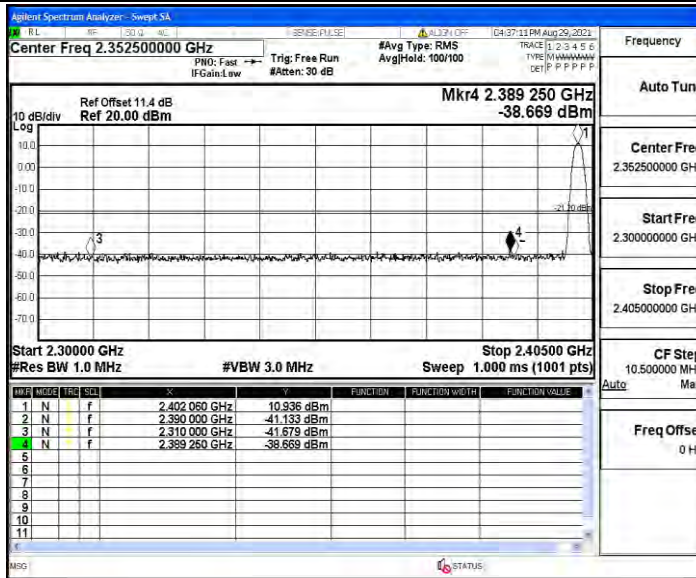 Agilent Spectrum Analyzer - Swept SA
RL RF 50 Ω AC SENSE:PULSE ALIGN OFF 04:37:11 PM Aug 29, 2021
Center Freq 2.352500000 GHz
#Avg Type: RMS
TRACE 1 2 3 4 5 6
PNO: Fast Trig: Free Run Avg|Hold: 100/100
TYPE M
IFGain:Low #Atten: 30 dB
DET P P P P P P
Mkr4 2.389 250 GHz
-38.669 dBm
Ref Offset 11.4 dB
10 dB/div Ref 20.00 dBm
Log
10.0
0.00
-10.0
-20.0
-30.0
-40.0
-50.0
-60.0
-70.0
1
-21.20 dBm
3
4
Start 2.30000 GHz Stop 2.40500 GHz
#Res BW 1.0 MHz #VBW 3.0 MHz Sweep 1.000 ms (1001 pts)
MKR MODE TRC SCL X Y FUNCTION FUNCTION WIDTH FUNCTION VALUE
1 N f 2.402 060 GHz 10.936 dBm
2 N f 2.390 000 GHz -41.133 dBm
3 N f 2.310 000 GHz -41.679 dBm
4 N f 2.389 250 GHz -38.669 dBm
5
6
7
8
9
10
11
MSG STATUS
Frequency
Auto Tun
Center Fre
2.352500000 GH
Start Fre
2.300000000 GH
Stop Fre
2.405000000 GH
CF Step
10.500000 MH
Auto Ma
Freq Offse
0 H